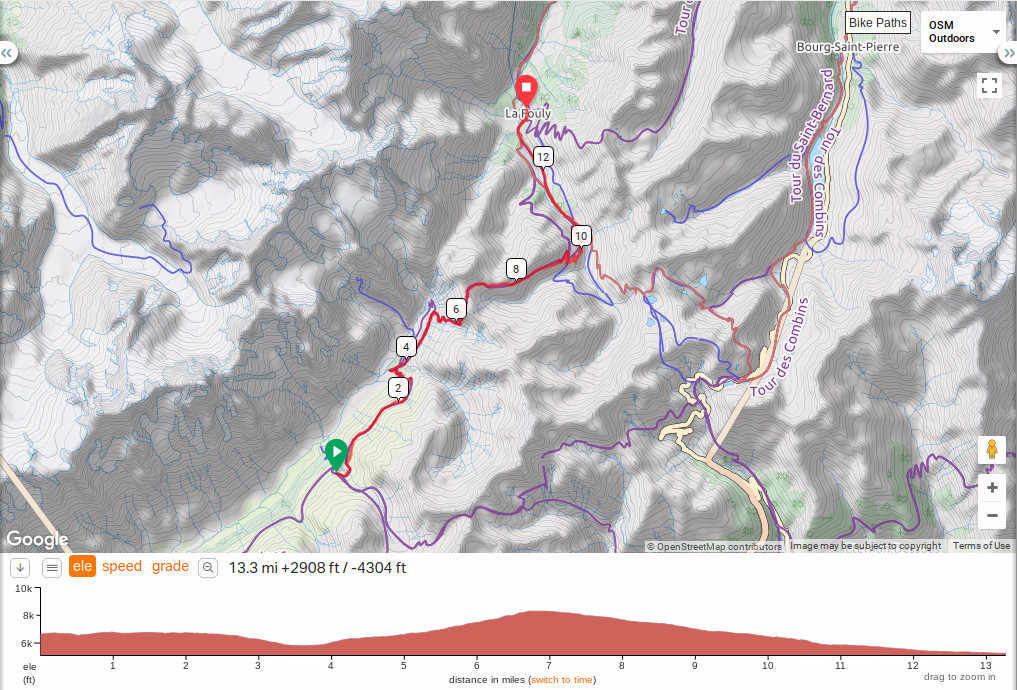 Tour d
Bike Paths
OSM
Outdoors
«
»
Bourg-Saint-Pierre
La Fouly
Tour du Saint-Bernard
Tour des Combins
12
10
8
6
4
2
Tour des Combins
+
−
Google
© OpenStreetMap contributors
Image may be subject to copyright
Terms of Use
ele speed grade 13.3 mi +2908 ft / -4304 ft
10k
8k
6k
ele
(ft)
1 2 3 4 5 6 7 8 9 10 11 12 13
distance in miles (switch to time)
drag to zoom in